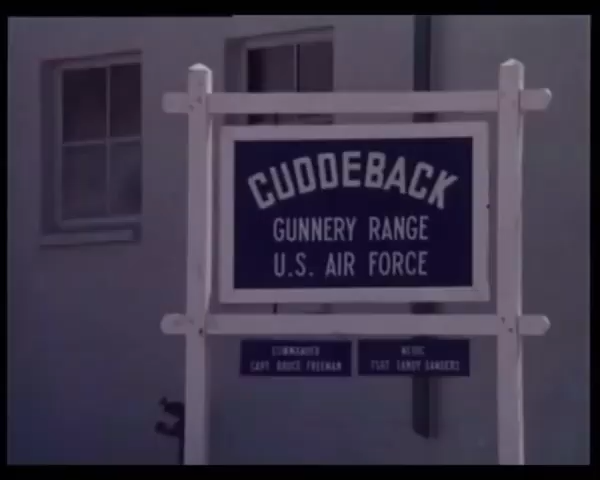 CUDDEBACK
GUNNERY RANGE
U.S. AIR FORCE
COMMANDER
CAPT. BRUCE FREEMAN
NCOIC
TSGT. SANDY SANDERS